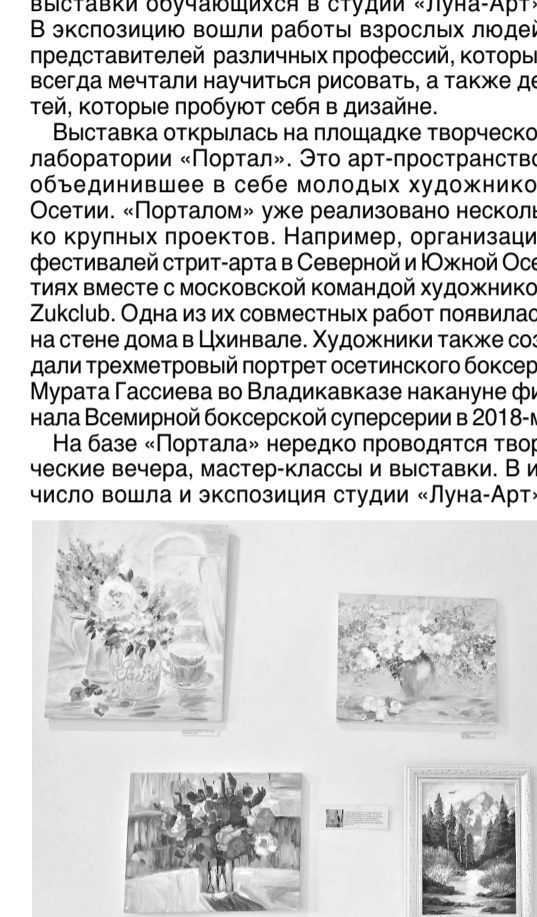 выставки обучающихся в студии «Луна-Арт»
В экспозицию вошли работы взрослых людей
представителей различных профессий, которы
всегда мечтали научиться рисовать, а также де
тей, которые пробуют себя в дизайне.
Выставка открылась на площадке творческо
лаборатории «Портал». Это арт-пространство
объединившее в себе молодых художнико
Осетии. «Порталом» уже реализовано несколь
ко крупных проектов. Например, организаци
фестивалей стрит-арта в Северной и Южной Осе
тиях вместе с московской командой художнико
Zukclub. Одна из их совместных работ появилас
на стене дома в Цхинвале. Художники также соз
дали трехметровый портрет осетинского боксер
Мурата Гассиева во Владикавказе накануне фи
нала Всемирной боксерской суперсерии в 2018-м
На базе «Портала» нередко проводятся твор
ческие вечера, мастер-классы и выставки. В и
число вошла и экспозиция студии «Луна-Арт»